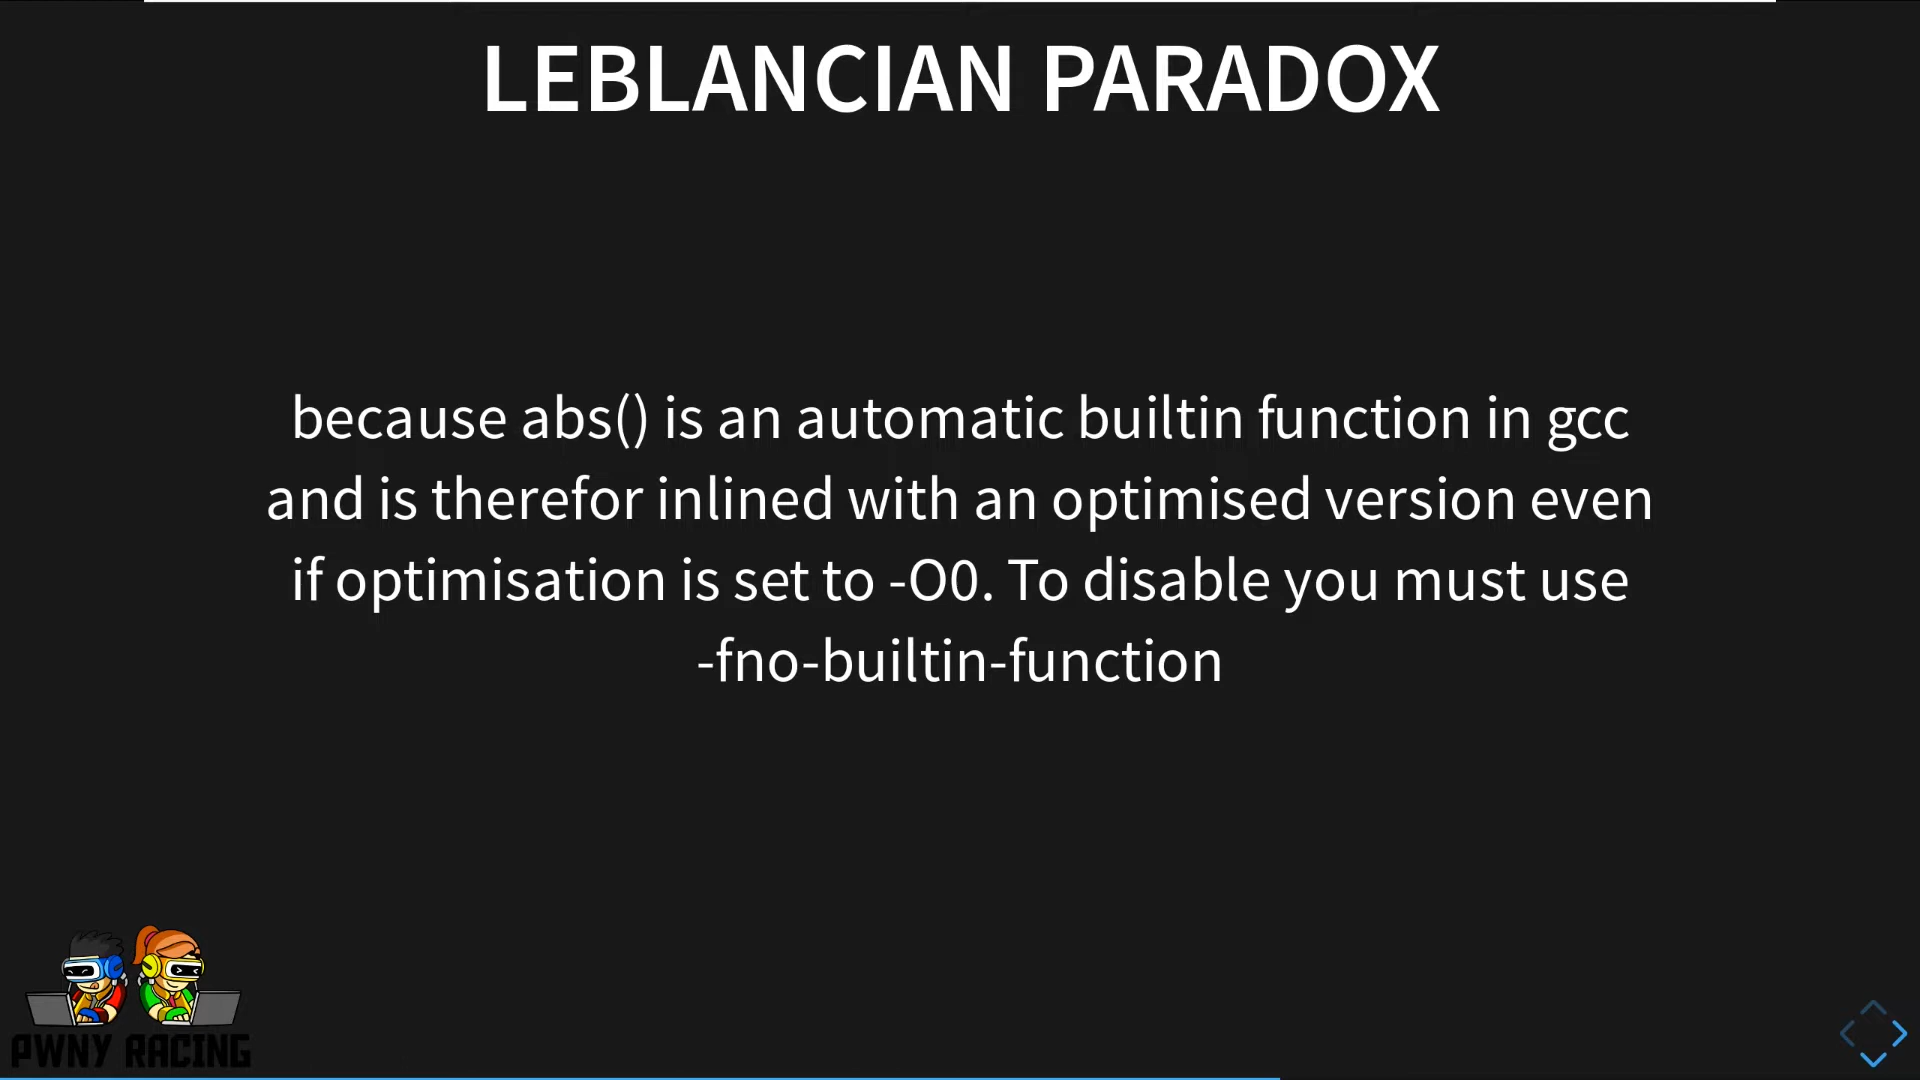 LEBLANCIAN PARADOX
because abs() is an automatic builtin function in gcc
and is therefor inlined with an optimised version even
if optimisation is set to -O0. To disable you must use
-fno-builtin-function
PWNY RACING